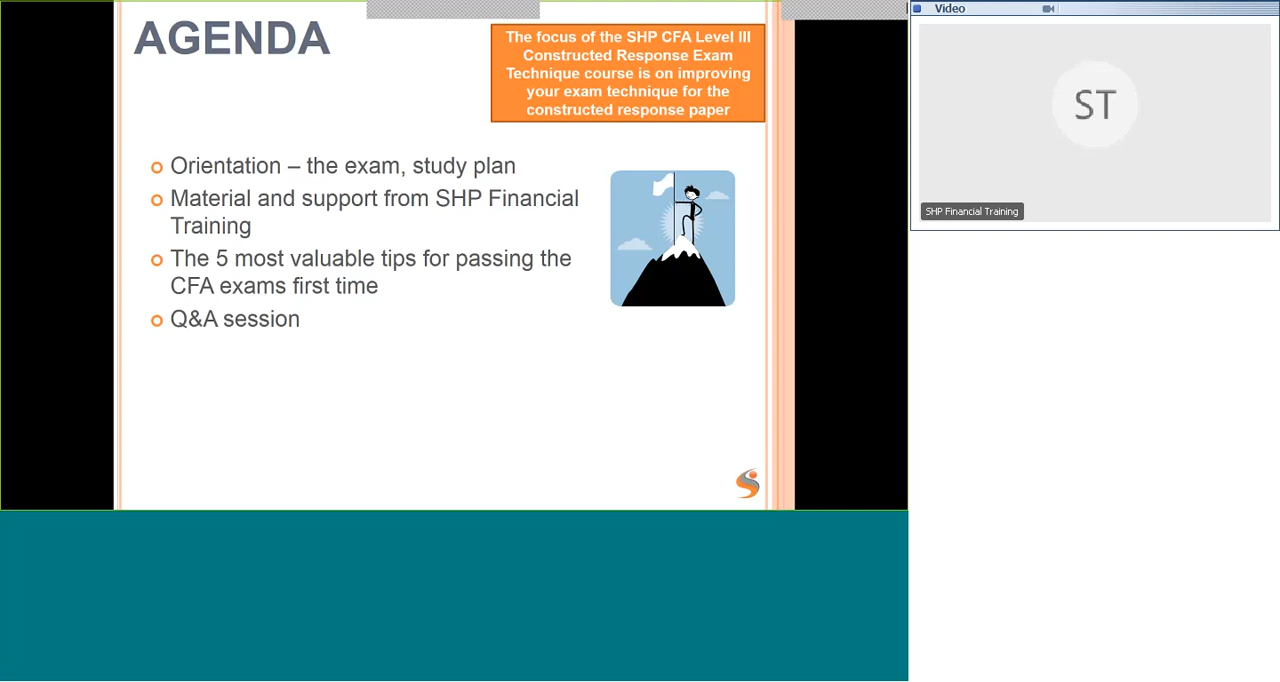 AGENDA
The focus of the SHP CFA Level III
Constructed Response Exam
Technique course is on improving
your exam technique for the
constructed response paper
Orientation – the exam, study plan
Material and support from SHP Financial
Training
The 5 most valuable tips for passing the
CFA exams first time
Q&A session
Video
ST
SHP Financial Training